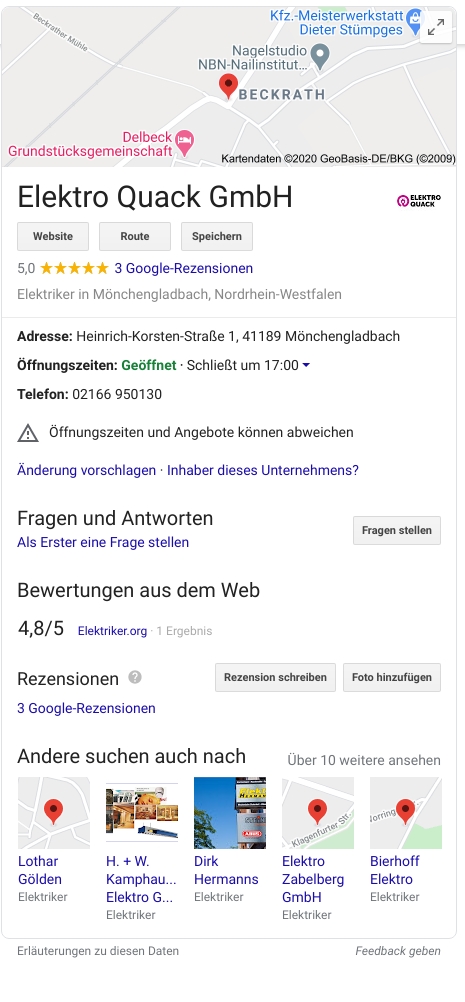 Kfz.-Meisterwerkstatt
Dieter Stümpges
Beckrather Mühle
Nagelstudio
NBN-Nailinstitut...
BECKRATH
Delbeck
Grundstücksgemeinschaft
Kartendaten ©2020 GeoBasis-DE/BKG (©2009)
Elektro Quack GmbH
ELEKTRO
QUACK
Website Route Speichern
5,0 ★★★★★ 3 Google-Rezensionen
Elektriker in Mönchengladbach, Nordrhein-Westfalen
Adresse: Heinrich-Korsten-Straße 1, 41189 Mönchengladbach
Öffnungszeiten: Geöffnet · Schließt um 17:00
Telefon: 02166 950130
Öffnungszeiten und Angebote können abweichen
Änderung vorschlagen · Inhaber dieses Unternehmens?
Fragen und Antworten
Fragen stellen
Als Erster eine Frage stellen
Bewertungen aus dem Web
4,8/5 Elektriker.org · 1 Ergebnis
Rezensionen ? Rezension schreiben Foto hinzufügen
3 Google-Rezensionen
Andere suchen auch nach Über 10 weitere ansehen
Klagenfurter Str.
Lothar
Gölden
Elektriker
H. + W.
Kamphau...
Elektro G...
Elektriker
Dirk
Hermanns
Elektriker
Elektro
Zabelberg
GmbH
Elektriker
Bierhoff
Elektro
Elektriker
Erläuterungen zu diesen Daten Feedback geben